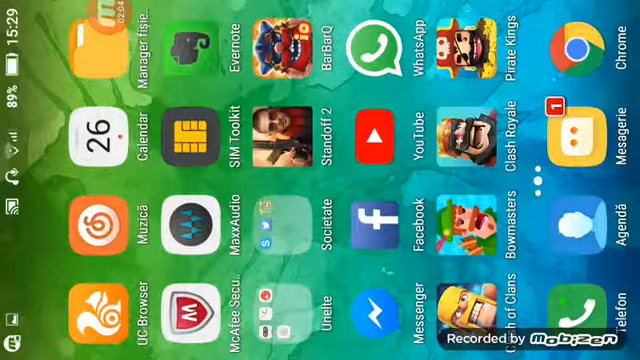 15:29
89%
02:04
UC Browser
Muzică
26
Calendar
Manager fișie..
McAfee Secu..
MaxxAudio
SIM Toolkit
Evernote
Unelte
Societate
Standoff 2
BarBarQ
Messenger
Facebook
YouTube
WhatsApp
of Clans
Bowmasters
Clash Royale
Pirate Kings
Telefon
Agendă
1
Mesagerie
Chrome
Recorded by Mobizen